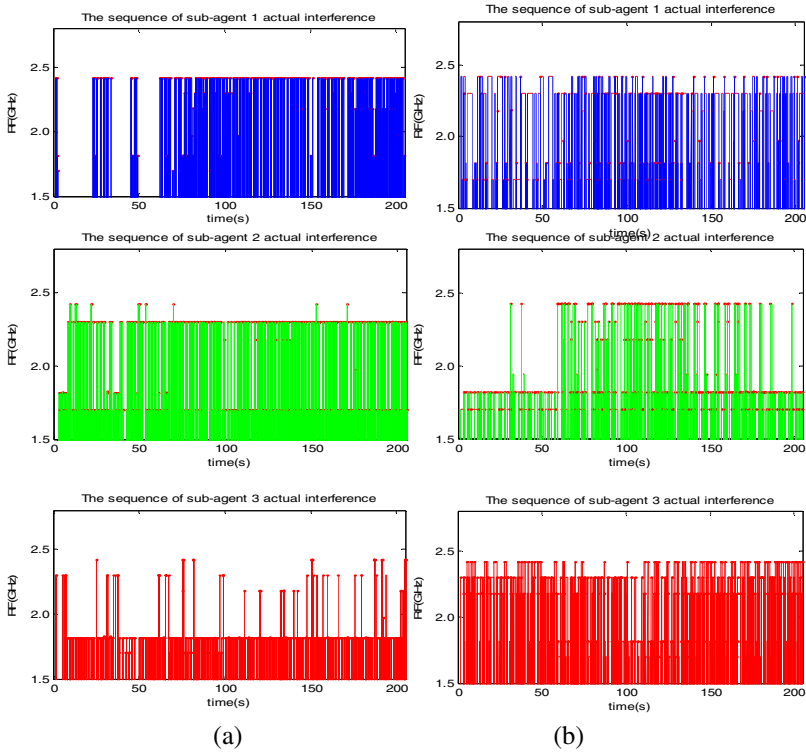 The sequence of sub-agent 1 actual interference
2.5
2.0
1.5
RF(GHz)
0 50 100 150 200
time(s)
The sequence of sub-agent 1 actual interference
2.5
2.0
1.5
RF(GHz)
0 50 100 150 200
time(s)
The sequence of sub-agent 2 actual interference
2.5
2.0
1.5
RF(GHz)
0 50 100 150 200
time(s)
The sequence of sub-agent 2 actual interference
2.5
2.0
1.5
RF(GHz)
0 50 100 150 200
time(s)
The sequence of sub-agent 3 actual interference
2.5
2.0
1.5
RF(GHz)
0 50 100 150 200
time(s)
The sequence of sub-agent 3 actual interference
2.5
2.0
1.5
RF(GHz)
0 50 100 150 200
time(s)
(a)
(b)